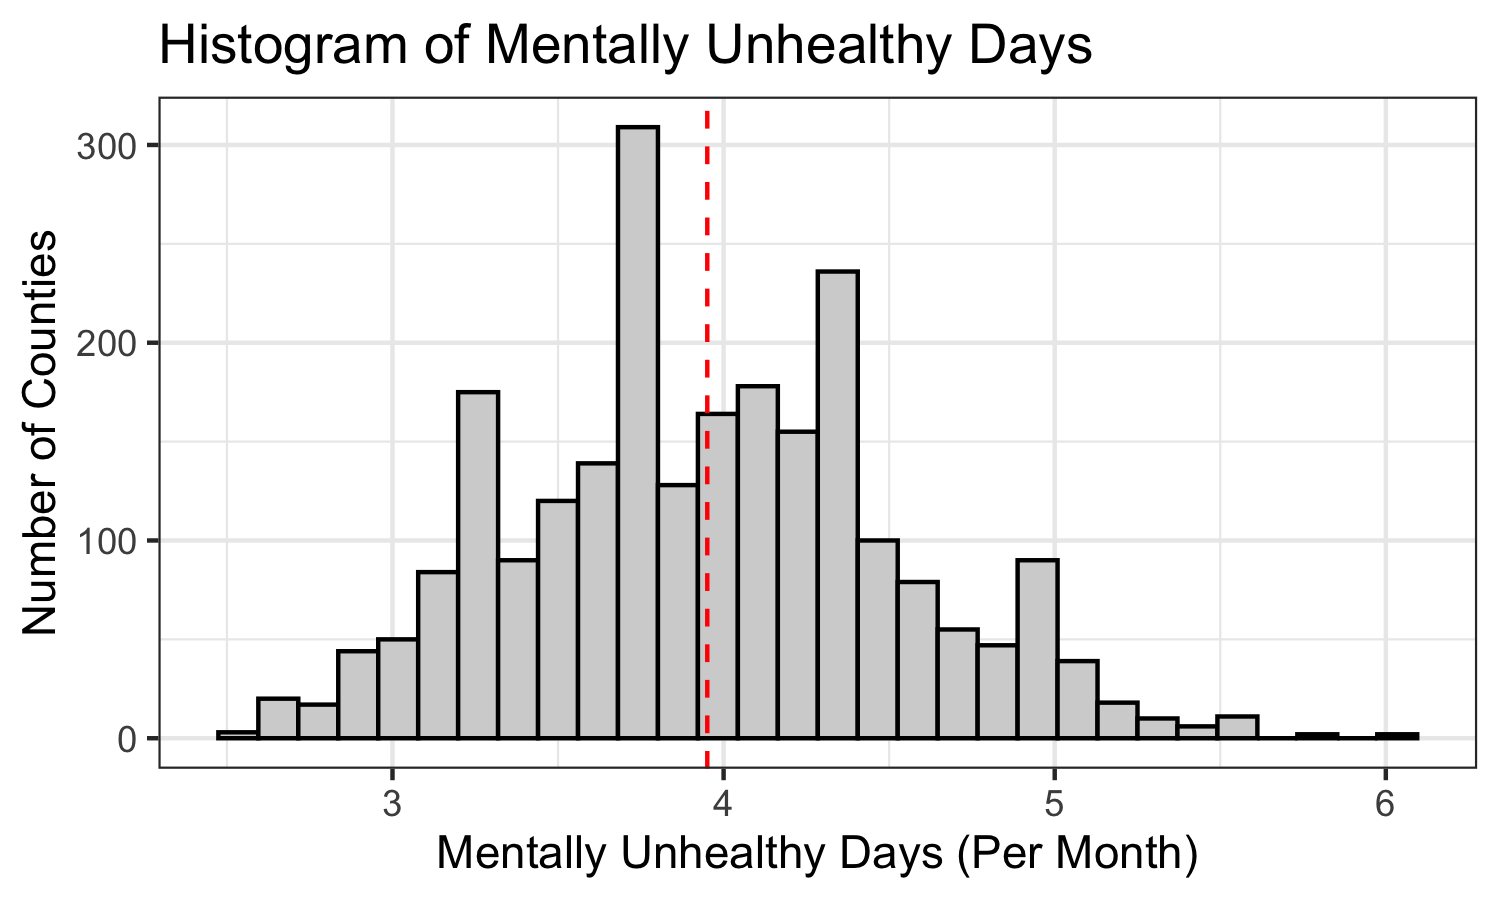 Histogram of Mentally Unhealthy Days
300
200
100
0
Number of Counties
3 4 5 6
Mentally Unhealthy Days (Per Month)